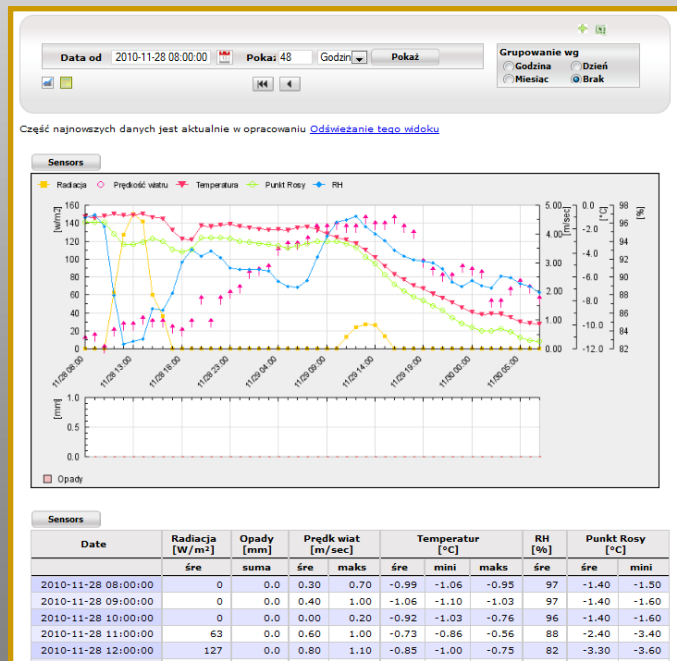 Data od 2010-11-28 08:00:00 Pokaż 48 Godzin Pokaż
Grupowanie wg
Godzina Dzień
Miesiac Brak
Część najnowszych danych jest aktualnie w opracowaniu Odświeżanie tego widoku
Sensors
Radiacja Prędkość wiatru Temperatura Punkt Rosy RH
[w/m2] [m/sec] [°C] [%]
160 5.00 0.0 98
140 4.00 -2.0 96
120 94
100 3.00 -4.0 92
80 -6.0 90
60 2.00 88
40 -8.0 86
20 1.00 -10.0 84
0 0.00 -12.0 82
11/28 08:00 11/28 13:00 11/28 18:00 11/28 23:00 11/29 04:00 11/29 09:00 11/29 14:00 11/29 19:00 11/30 00:00 11/30 05:00
[mm]
1.0
0.5
0.0
Opady
Sensors
Date Radiacja [W/m²] Opady [mm] Prędk wiat [m/sec] Temperatur [°C] RH [%] Punkt Rosy [°C]
śre suma śre maks śre mini maks śre śre mini
2010-11-28 08:00:00 0 0.0 0.30 0.70 -0.99 -1.06 -0.95 97 -1.40 -1.50
2010-11-28 09:00:00 0 0.0 0.40 1.00 -1.06 -1.10 -1.03 97 -1.40 -1.60
2010-11-28 10:00:00 0 0.0 0.00 0.20 -0.92 -1.03 -0.76 96 -1.40 -1.60
2010-11-28 11:00:00 63 0.0 0.60 1.00 -0.73 -0.86 -0.56 88 -2.40 -3.40
2010-11-28 12:00:00 127 0.0 0.80 1.10 -0.85 -1.00 -0.75 82 -3.30 -3.60